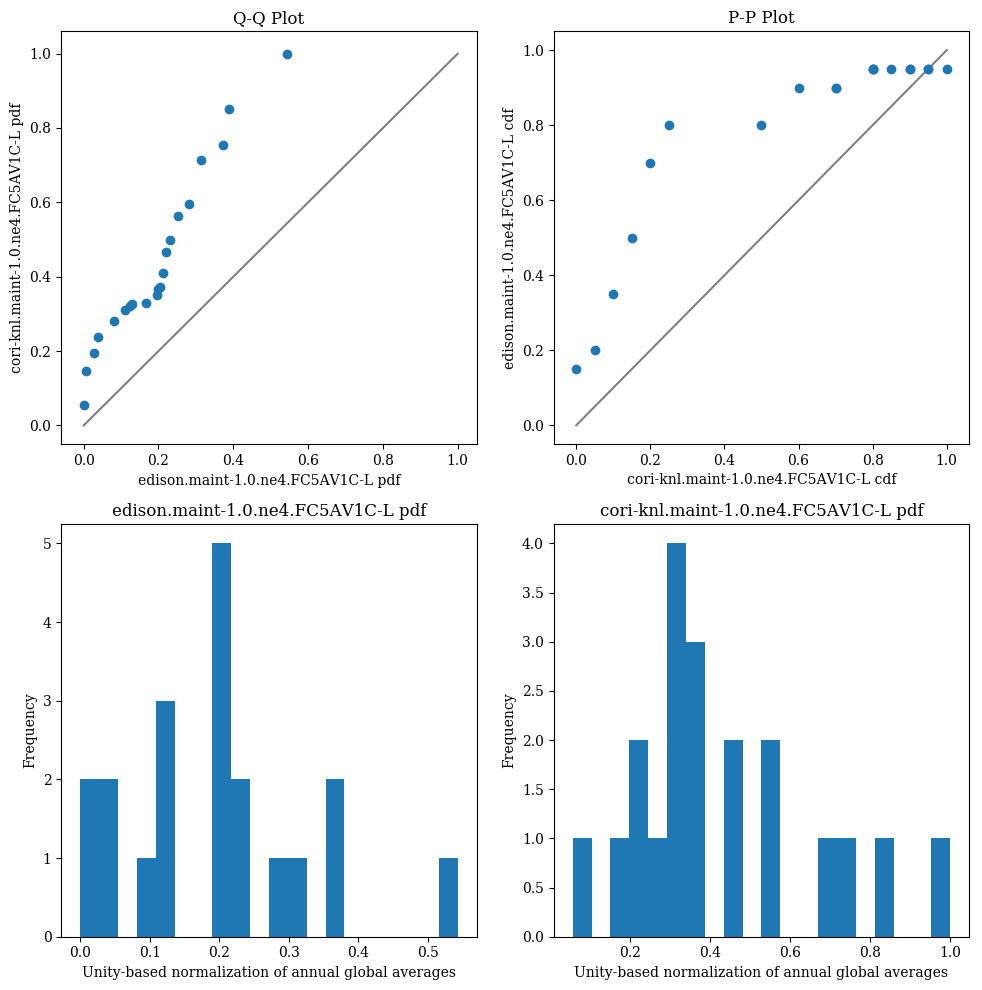 Q-Q Plot
cori-knl.maint-1.0.ne4.FC5AV1C-L pdf
1.0
0.8
0.6
0.4
0.2
0.0
0.0 0.2 0.4 0.6 0.8 1.0
edison.maint-1.0.ne4.FC5AV1C-L pdf
P-P Plot
edison.maint-1.0.ne4.FC5AV1C-L cdf
1.0
0.8
0.6
0.4
0.2
0.0
0.0 0.2 0.4 0.6 0.8 1.0
cori-knl.maint-1.0.ne4.FC5AV1C-L cdf
edison.maint-1.0.ne4.FC5AV1C-L pdf
Frequency
5
4
3
2
1
0
0.0 0.1 0.2 0.3 0.4 0.5
Unity-based normalization of annual global averages
cori-knl.maint-1.0.ne4.FC5AV1C-L pdf
Frequency
4.0
3.5
3.0
2.5
2.0
1.5
1.0
0.5
0.0
0.2 0.4 0.6 0.8 1.0
Unity-based normalization of annual global averages